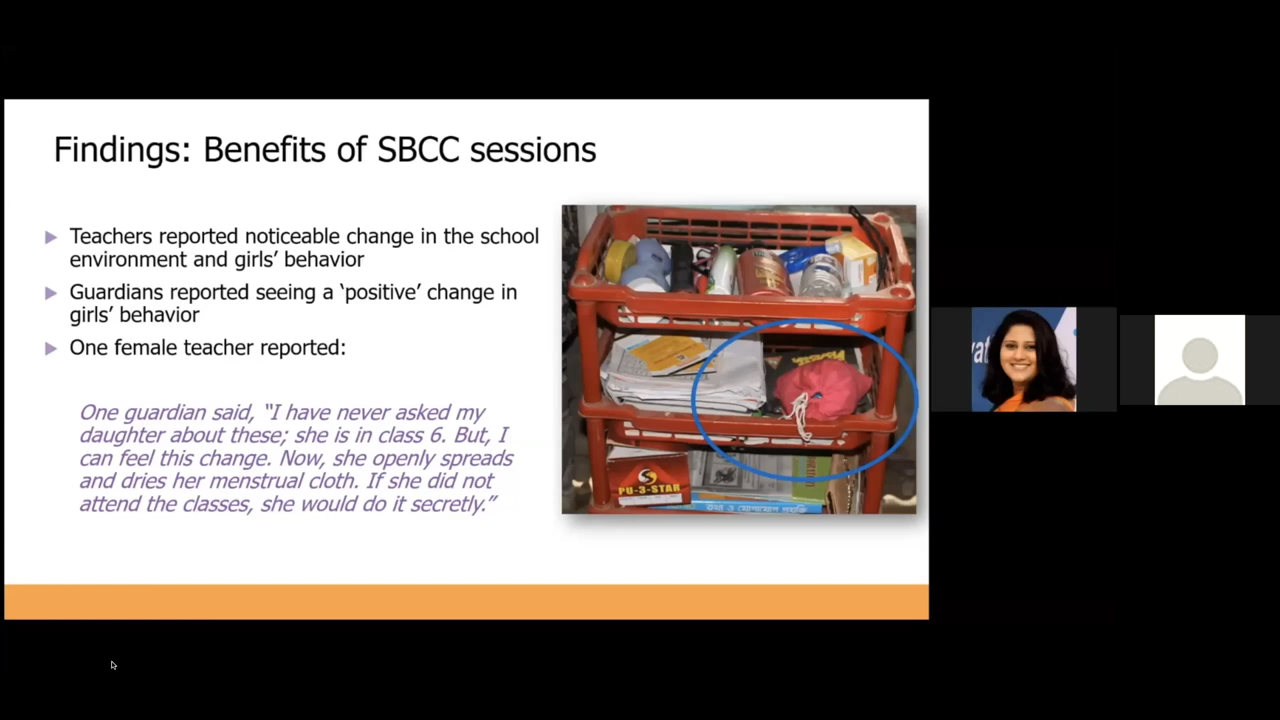 Findings: Benefits of SBCC sessions
Teachers reported noticeable change in the school
environment and girls’ behavior
Guardians reported seeing a ‘positive’ change in
girls’ behavior
One female teacher reported:
One guardian said, “I have never asked my
daughter about these; she is in class 6. But, I
can feel this change. Now, she openly spreads
and dries her menstrual cloth. If she did not
attend the classes, she would do it secretly.”
PU-3-STAR
তথ্য ও যোগাযোগ প্রযুক্তি
vat